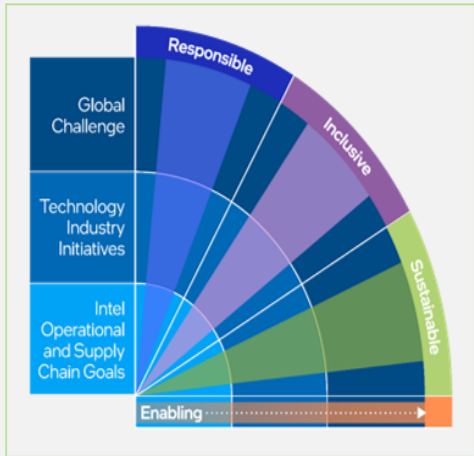 Responsible
Inclusive
Sustainable
Global
Challenge
Technology
Industry
Initiatives
Intel
Operational
and Supply
Chain Goals
Enabling